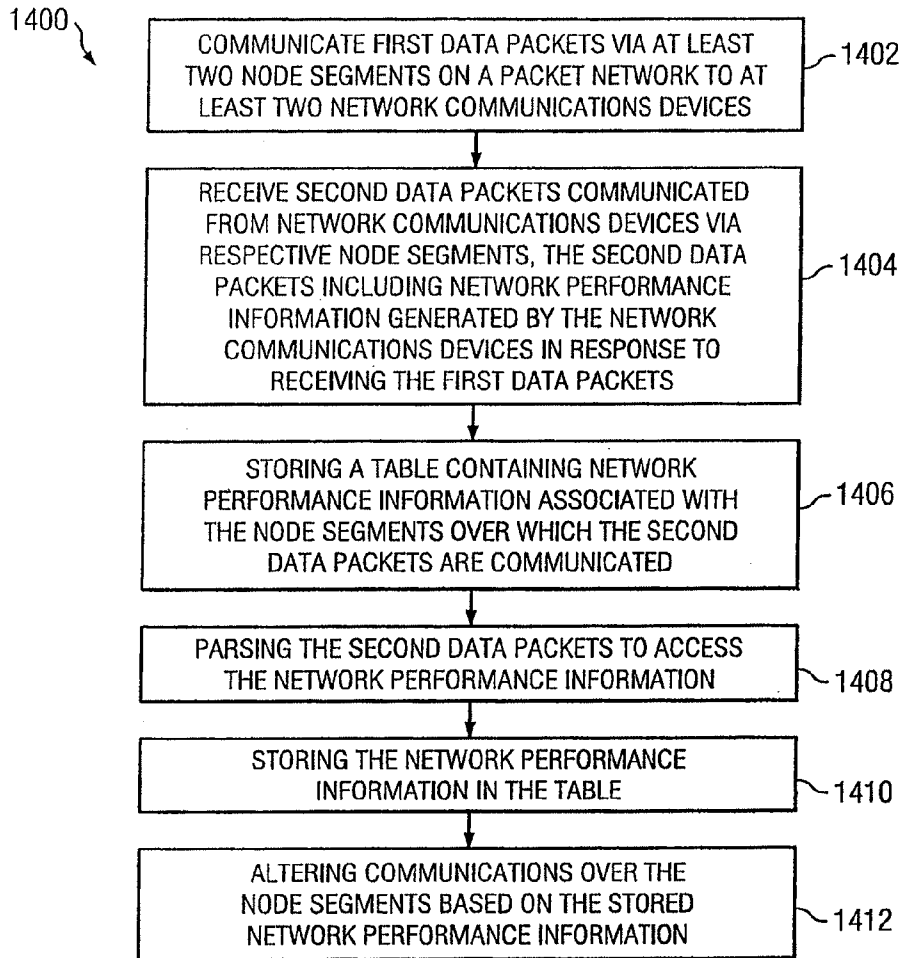 1400
COMMUNICATE FIRST DATA PACKETS VIA AT LEAST
TWO NODE SEGMENTS ON A PACKET NETWORK TO AT
LEAST TWO NETWORK COMMUNICATIONS DEVICES
1402
RECEIVE SECOND DATA PACKETS COMMUNICATED
FROM NETWORK COMMUNICATIONS DEVICES VIA
RESPECTIVE NODE SEGMENTS, THE SECOND DATA
PACKETS INCLUDING NETWORK PERFORMANCE
INFORMATION GENERATED BY THE NETWORK
COMMUNICATIONS DEVICES IN RESPONSE TO
RECEIVING THE FIRST DATA PACKETS
1404
STORING A TABLE CONTAINING NETWORK
PERFORMANCE INFORMATION ASSOCIATED WITH
THE NODE SEGMENTS OVER WHICH THE SECOND
DATA PACKETS ARE COMMUNICATED
1406
PARSING THE SECOND DATA PACKETS TO ACCESS
THE NETWORK PERFORMANCE INFORMATION
1408
STORING THE NETWORK PERFORMANCE
INFORMATION IN THE TABLE
1410
ALTERING COMMUNICATIONS OVER THE
NODE SEGMENTS BASED ON THE STORED
NETWORK PERFORMANCE INFORMATION
1412